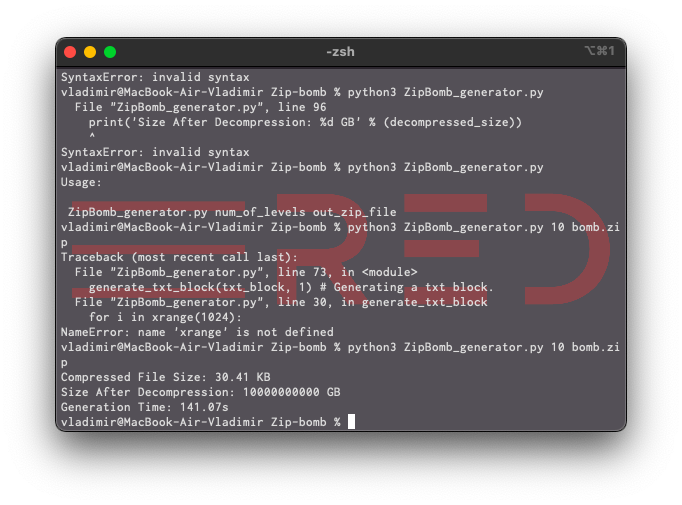 -zsh
⌥⌘1
SyntaxError: invalid syntax
vladimir@MacBook-Air-Vladimir Zip-bomb % python3 ZipBomb_generator.py
  File "ZipBomb_generator.py", line 96
    print('Size After Decompression: %d GB' % (decompressed_size))
    ^
SyntaxError: invalid syntax
vladimir@MacBook-Air-Vladimir Zip-bomb % python3 ZipBomb_generator.py
Usage:
 ZipBomb_generator.py num_of_levels out_zip_file
vladimir@MacBook-Air-Vladimir Zip-bomb % python3 ZipBomb_generator.py 10 bomb.zi
p
Traceback (most recent call last):
  File "ZipBomb_generator.py", line 73, in <module>
    generate_txt_block(txt_block, 1) # Generating a txt block.
  File "ZipBomb_generator.py", line 30, in generate_txt_block
    for i in xrange(1024):
NameError: name 'xrange' is not defined
vladimir@MacBook-Air-Vladimir Zip-bomb % python3 ZipBomb_generator.py 10 bomb.zi
p
Compressed File Size: 30.41 KB
Size After Decompression: 10000000000 GB
Generation Time: 141.07s
vladimir@MacBook-Air-Vladimir Zip-bomb %
RED